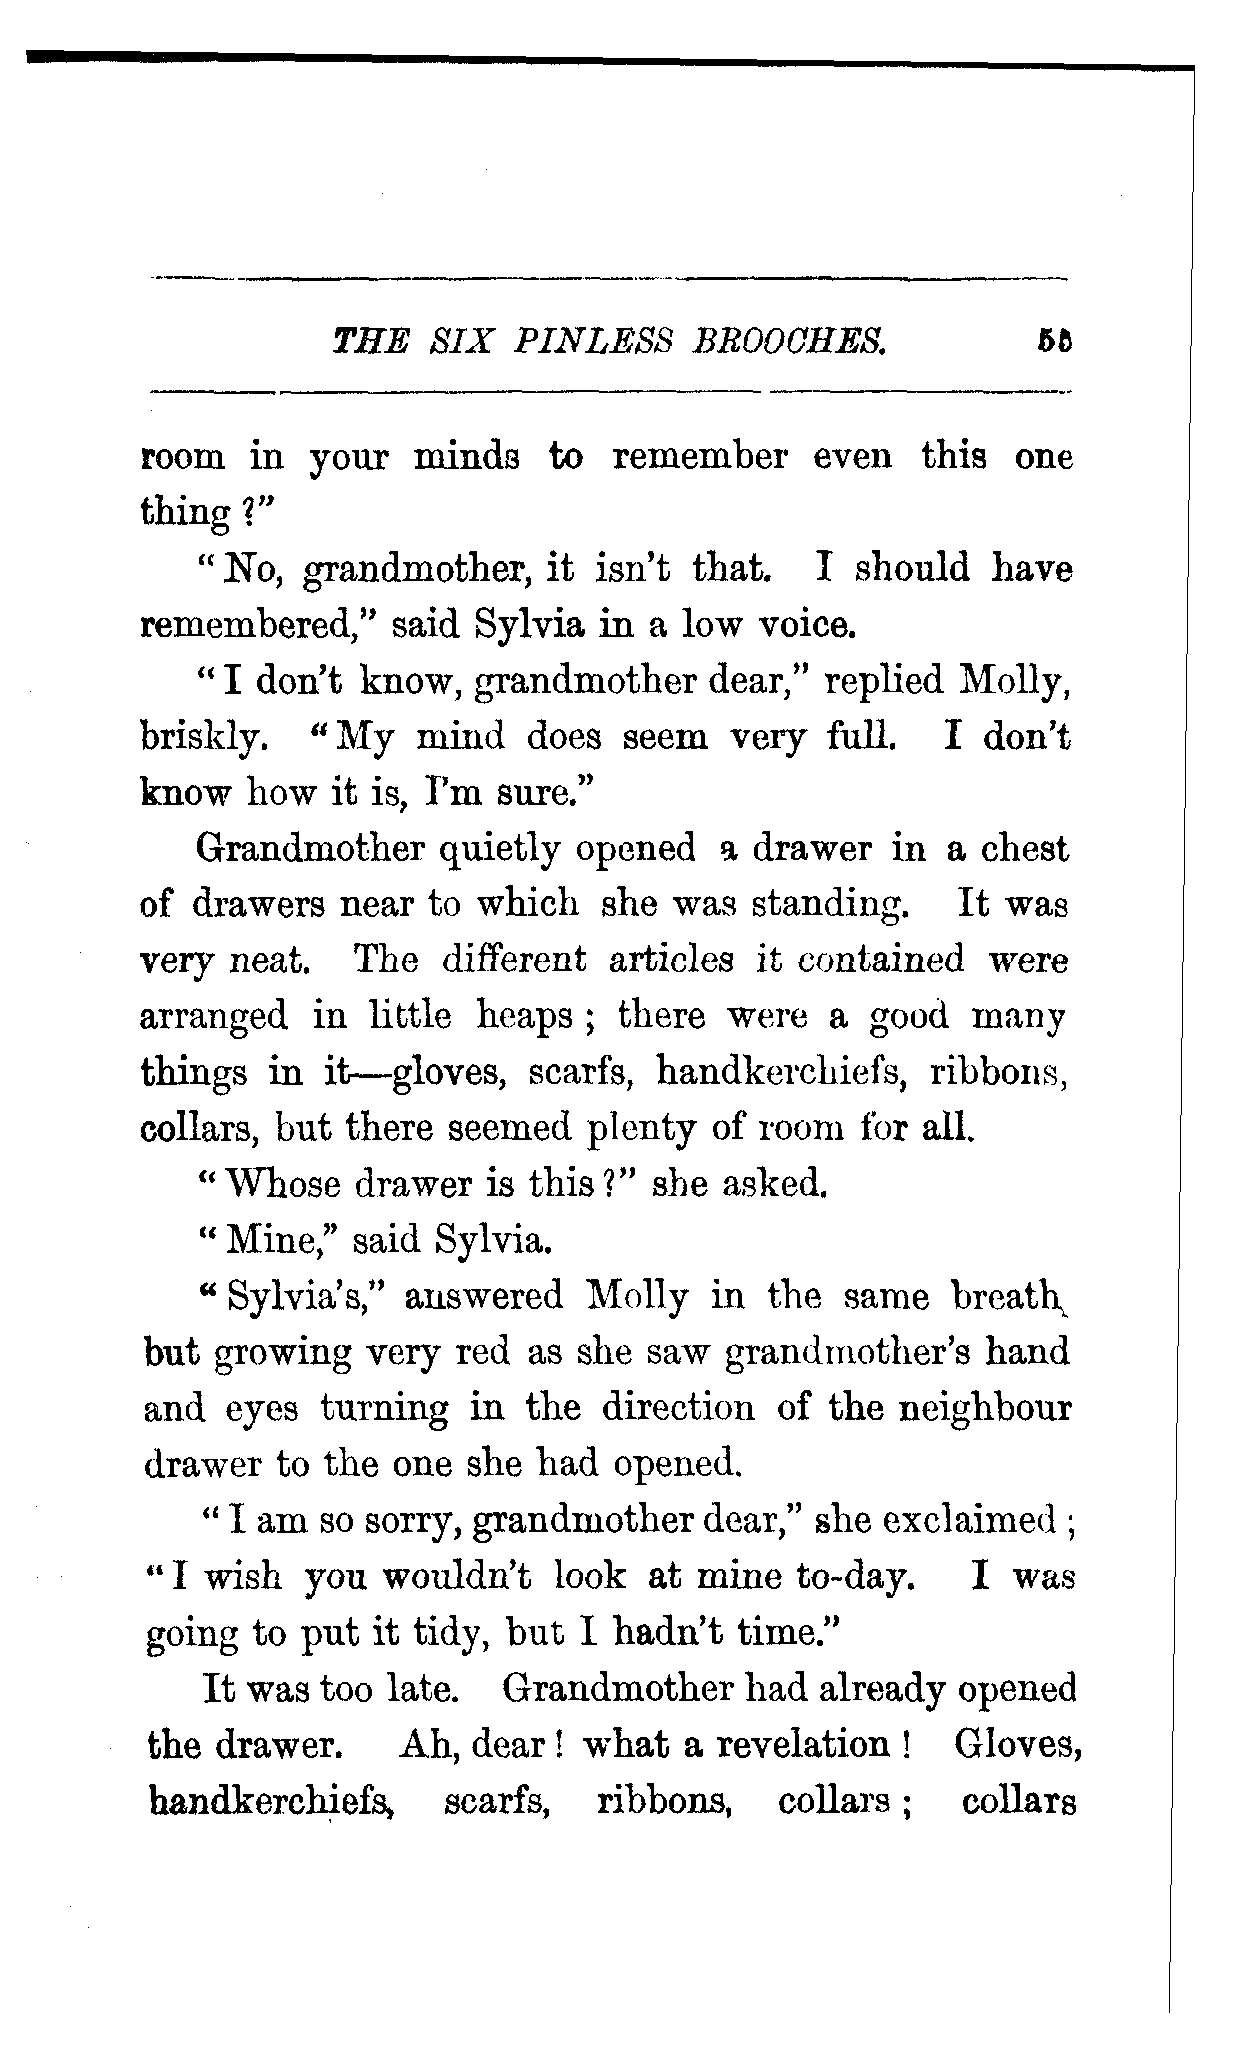 THE SIX PINLESS BROOCHES. 55
room in your minds to remember even this one
thing?"
"No, grandmother, it isn't that. I should have
remembered," said Sylvia in a low voice.
"I don't know, grandmother dear," replied Molly,
briskly. "My mind does seem very full. I don't
know how it is, I'm sure."
Grandmother quietly opened a drawer in a chest
of drawers near to which she was standing. It was
very neat. The different articles it contained were
arranged in little heaps; there were a good many
things in it—gloves, scarfs, handkerchiefs, ribbons,
collars, but there seemed plenty of room for all.
"Whose drawer is this?" she asked.
"Mine," said Sylvia.
"Sylvia's," answered Molly in the same breath,
but growing very red as she saw grandmother's hand
and eyes turning in the direction of the neighbour
drawer to the one she had opened.
"I am so sorry, grandmother dear," she exclaimed;
"I wish you wouldn't look at mine to-day. I was
going to put it tidy, but I hadn't time."
It was too late. Grandmother had already opened
the drawer. Ah, dear! what a revelation! Gloves,
handkerchiefs, scarfs, ribbons, collars; collars